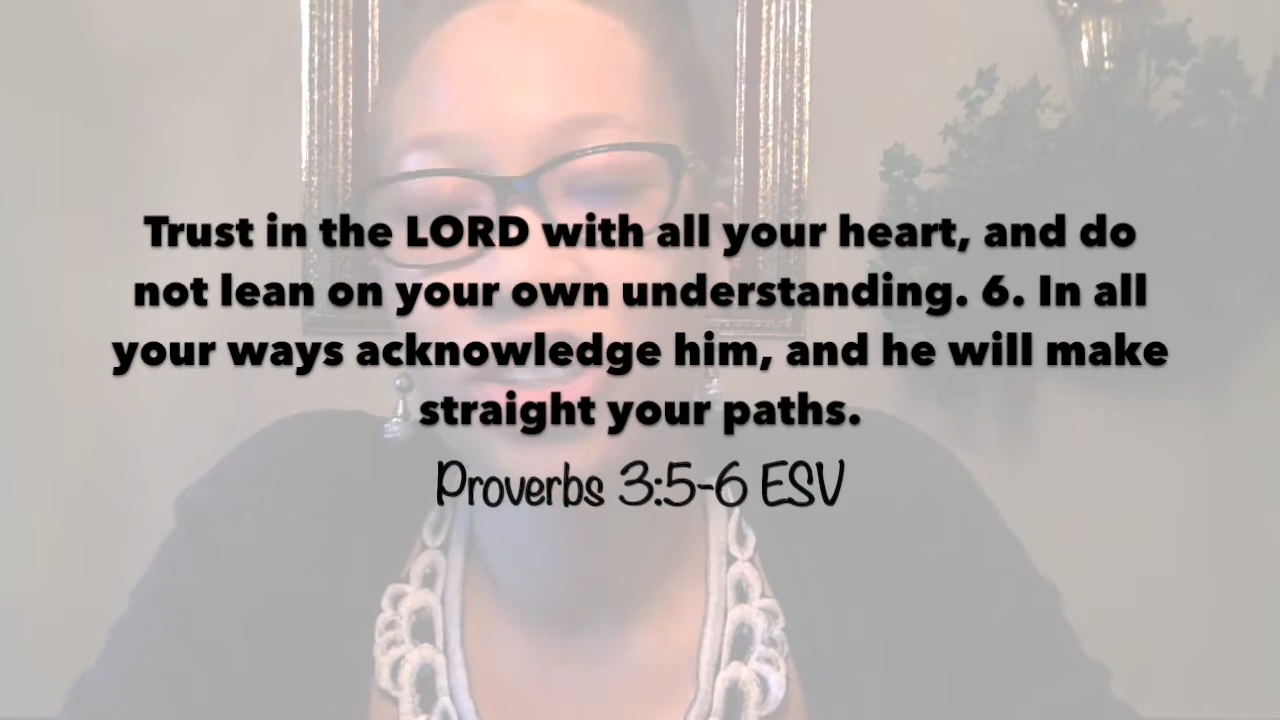 Trust in the LORD with all your heart, and do
not lean on your own understanding. 6. In all
your ways acknowledge him, and he will make
straight your paths.
Proverbs 3:5-6 ESV